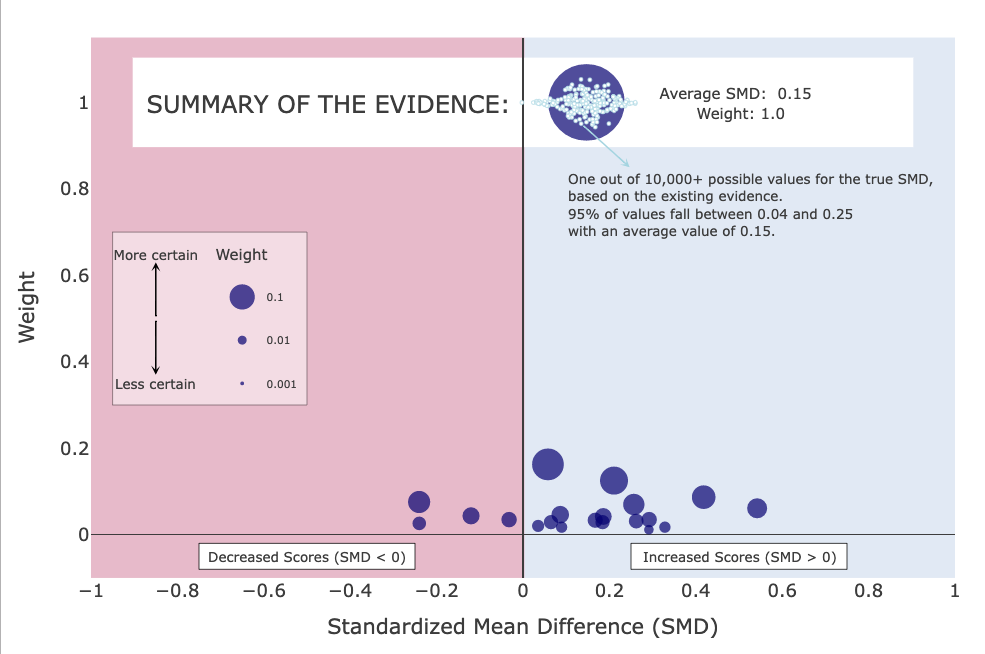 SUMMARY OF THE EVIDENCE:
Average SMD:  0.15
Weight: 1.0
One out of 10,000+ possible values for the true SMD,
based on the existing evidence.
95% of values fall between 0.04 and 0.25
with an average value of 0.15.
More certain
Weight
0.1
0.01
0.001
Less certain
Weight
1
0.8
0.6
0.4
0.2
0
Decreased Scores (SMD < 0)
Increased Scores (SMD > 0)
−1
−0.8
−0.6
−0.4
−0.2
0
0.2
0.4
0.6
0.8
1
Standardized Mean Difference (SMD)